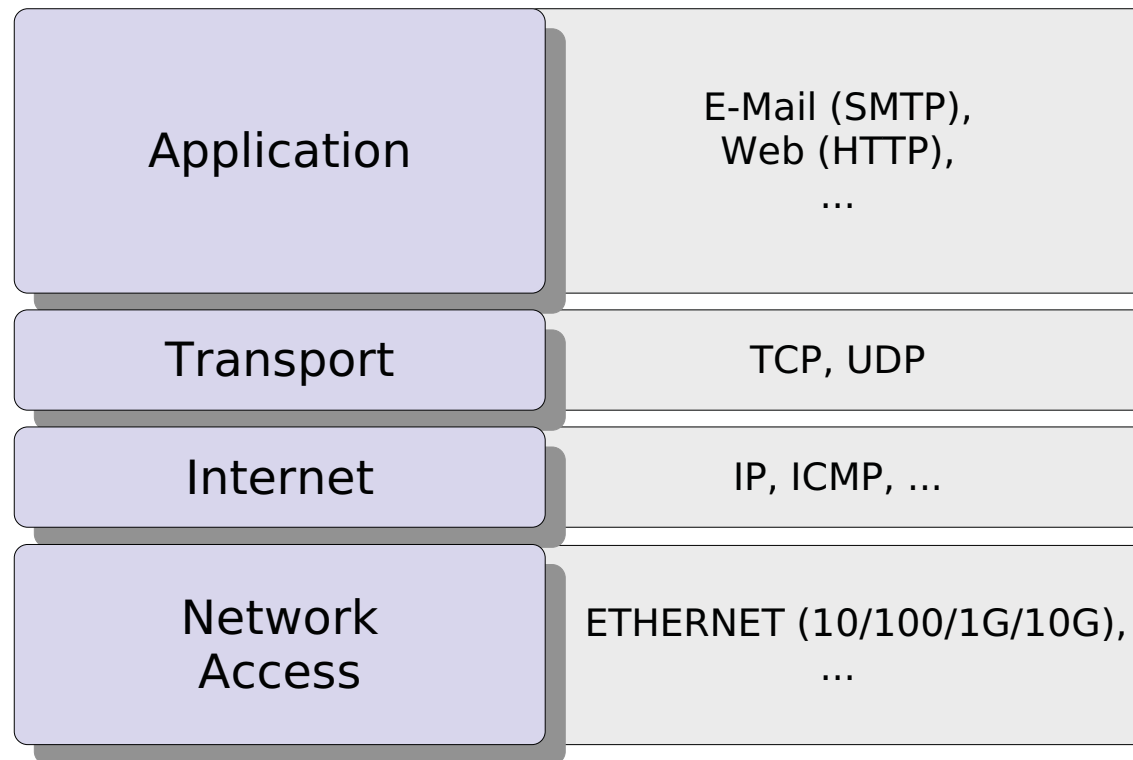 Application
E-Mail (SMTP),
Web (HTTP),
...
Transport
TCP, UDP
Internet
IP, ICMP, ...
Network
Access
ETHERNET (10/100/1G/10G),
...